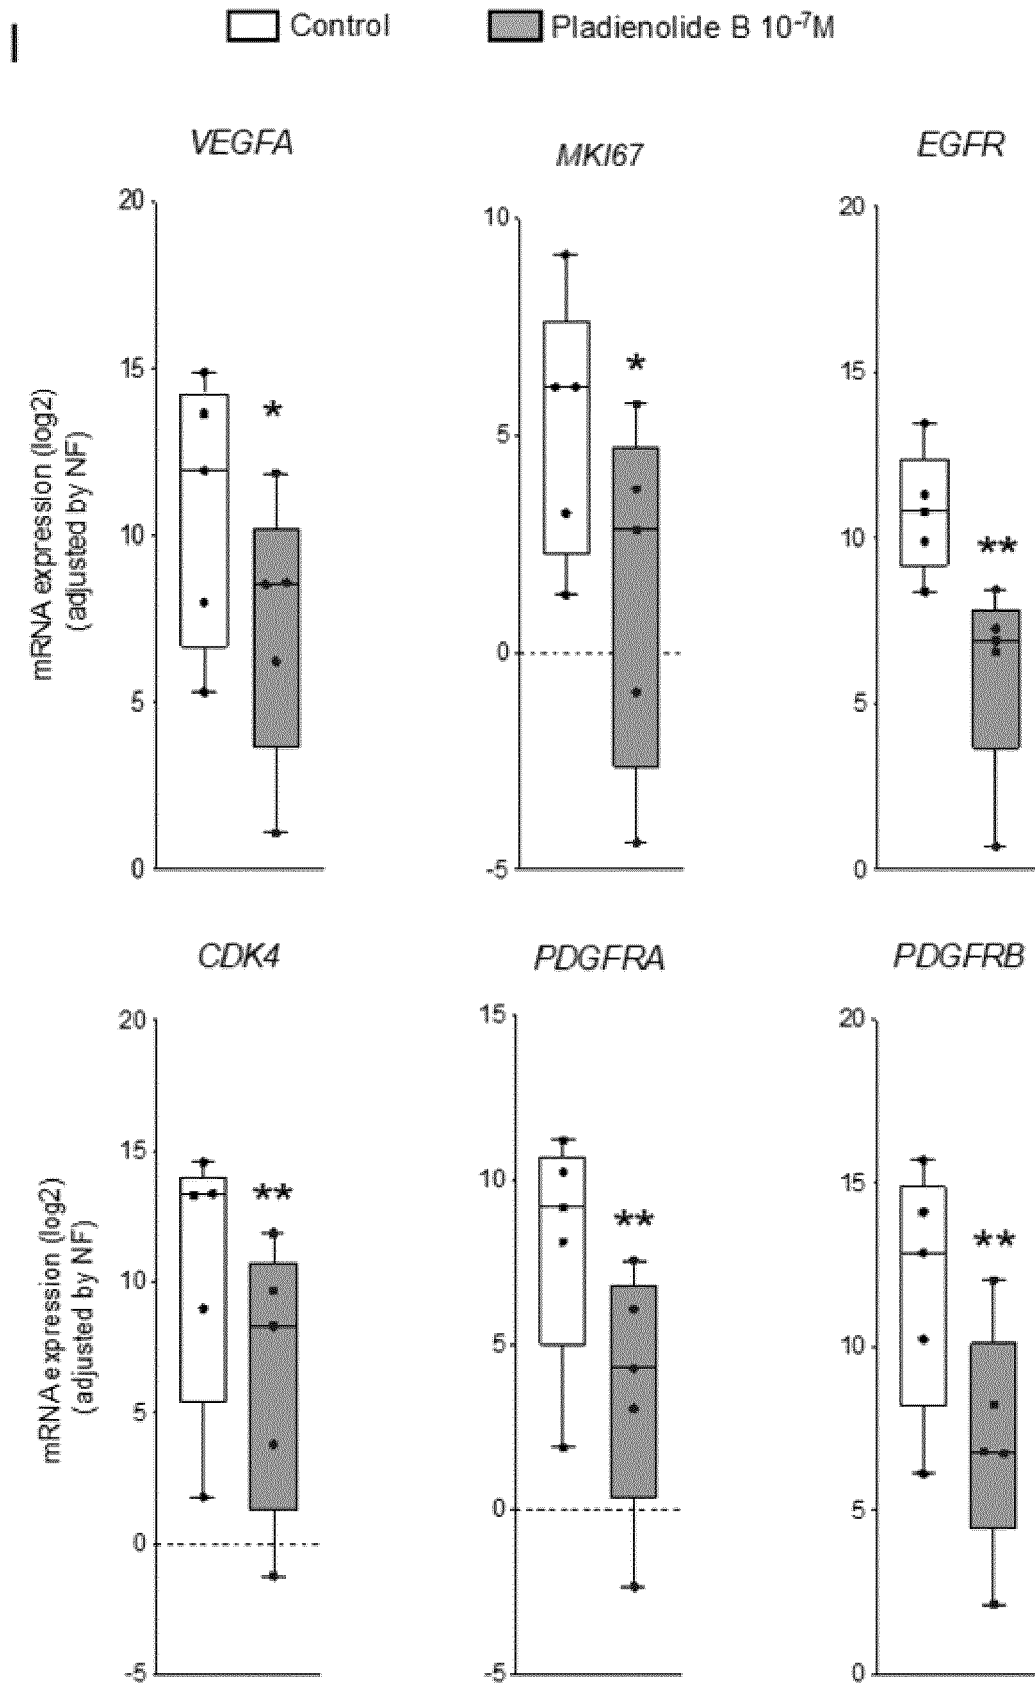 I
Control
Pladienolide B 10⁻⁷M
VEGFA
MKI67
EGFR
mRNA expression (log2)
(adjusted by NF)
20
15
10
5
0
*
10
5
0
-5
*
20
15
10
5
0
**
CDK4
PDGFRA
PDGFRB
mRNA expression (log2)
(adjusted by NF)
20
15
10
5
0
-5
**
15
10
5
0
-5
**
20
15
10
5
0
**